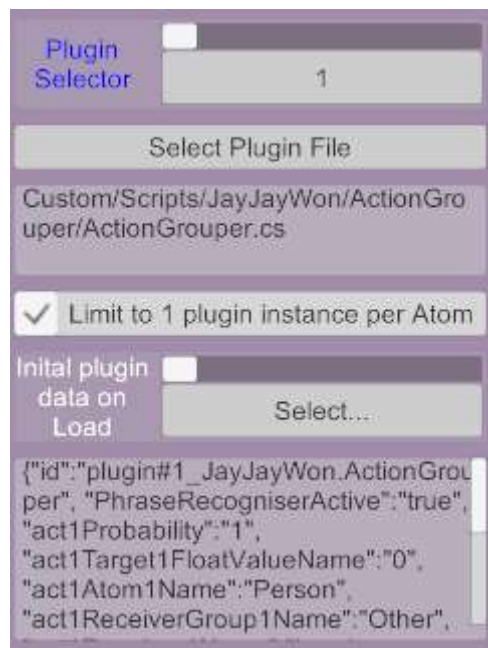 Plugin
Selector
1
Select Plugin File
Custom/Scripts/JayJayWon/ActionGro
uper/ActionGrouper.cs
Limit to 1 plugin instance per Atom
Inital plugin
data on
Load
Select...
{"id":"plugin#1_JayJayWon.ActionGrou
per", "PhraseRecogniserActive":"true",
"act1Probability":"1",
"act1Target1FloatValueName":"0",
"act1Atom1Name":"Person",
"act1ReceiverGroup1Name":"Other",